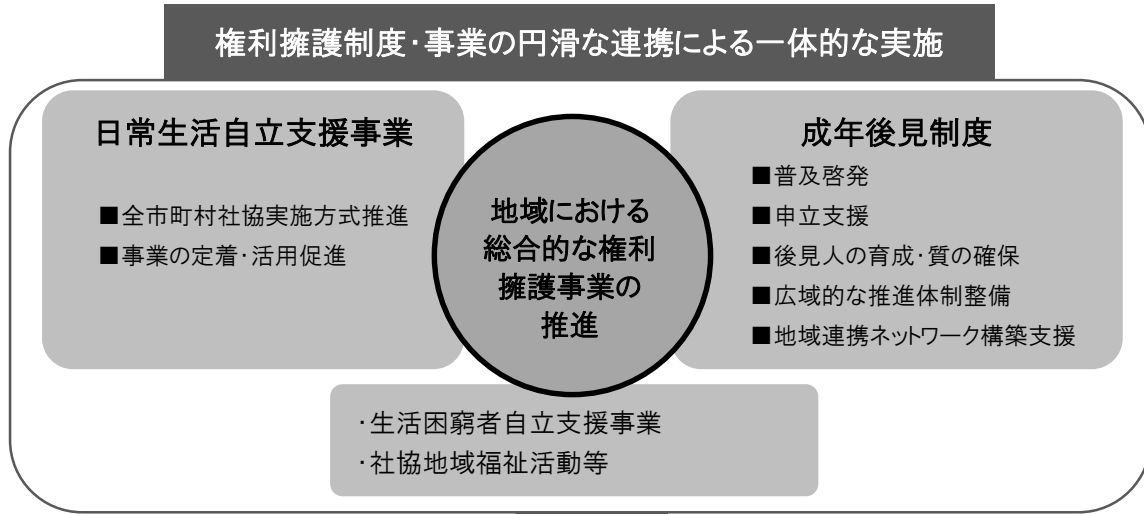 権利擁護制度・事業の円滑な連携による一体的な実施
日常生活自立支援事業
■全市町村社協実施方式推進
■事業の定着・活用促進
地域における
総合的な権利
擁護事業の
推進
成年後見制度
■普及啓発
■申立支援
■後見人の育成・質の確保
■広域的な推進体制整備
■地域連携ネットワーク構築支援
・生活困窮者自立支援事業
・社協地域福祉活動等